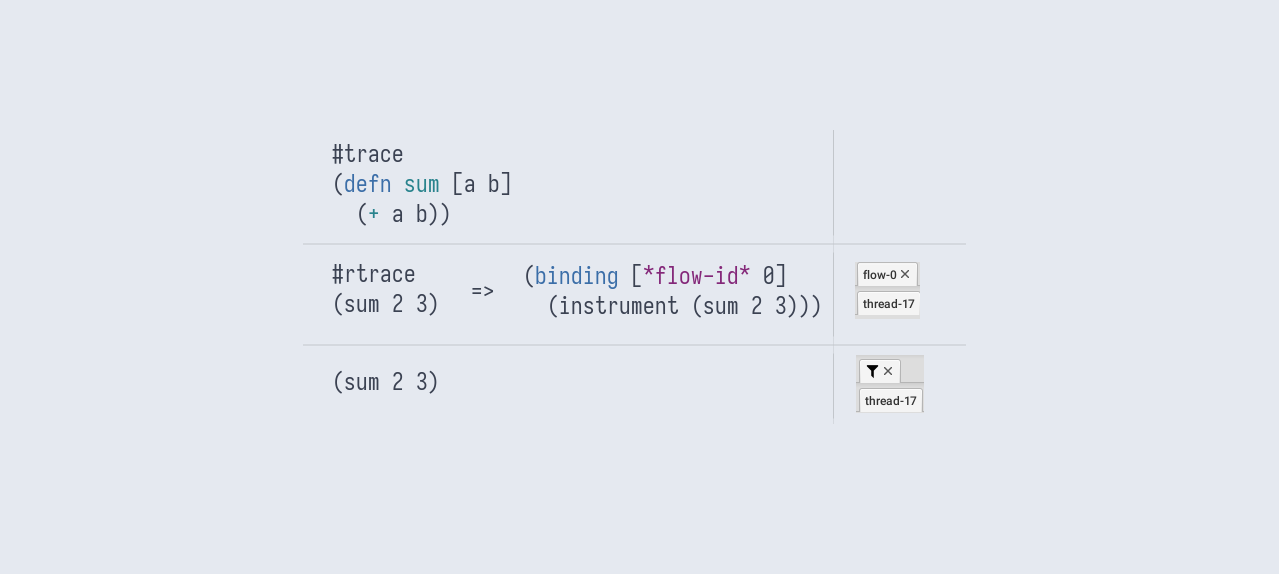 #trace
(defn sum [a b]
  (+ a b))
#rtrace
(sum 2 3)
=>
(binding [*flow-id* 0]
  (instrument (sum 2 3)))
flow-0 ×
thread-17
(sum 2 3)
×
thread-17